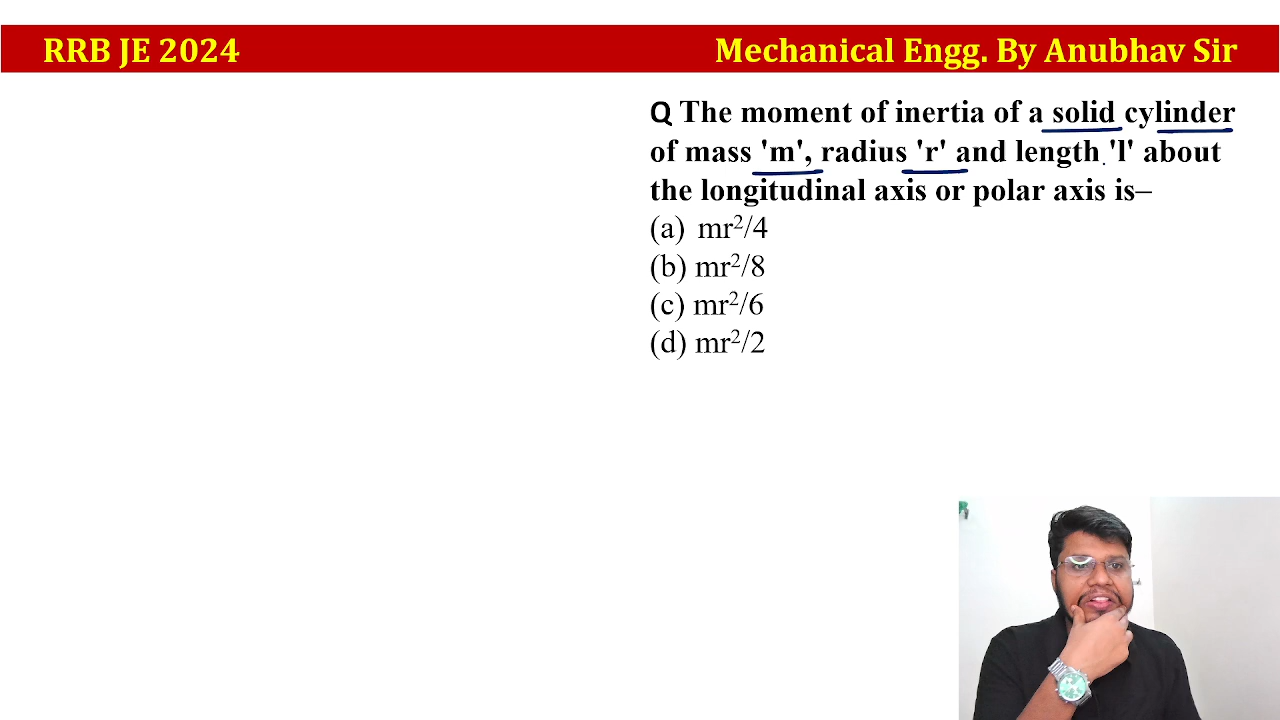 RRB JE 2024
Mechanical Engg. By Anubhav Sir
Q The moment of inertia of a solid cylinder
of mass 'm', radius 'r' and length 'l' about
the longitudinal axis or polar axis is–
(a) mr²/4
(b) mr²/8
(c) mr²/6
(d) mr²/2